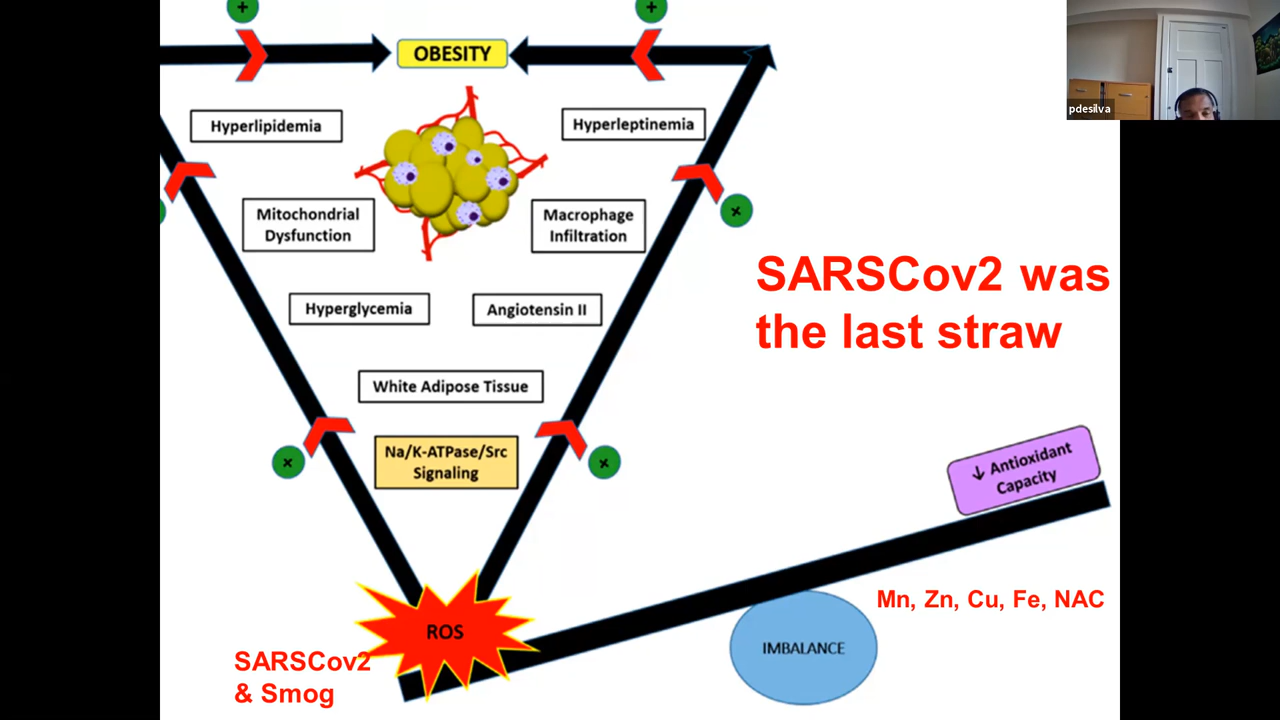 +
+
OBESITY
pdesilva
Hyperlipidemia
Hyperleptinemia
Mitochondrial
Dysfunction
Macrophage
Infiltration
+
SARSCov2 was
the last straw
Hyperglycemia
Angiotensin II
White Adipose Tissue
Na/K-ATPase/Src
Signaling
+
+
↓ Antioxidant
Capacity
Mn, Zn, Cu, Fe, NAC
ROS
IMBALANCE
SARSCov2
& Smog